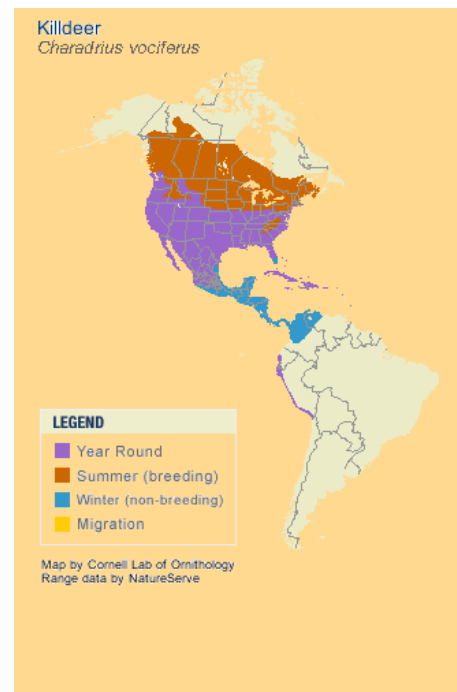 Killdeer
Charadrius vociferus
LEGEND
Year Round
Summer (breeding)
Winter (non-breeding)
Migration
Map by Cornell Lab of Ornithology
Range data by NatureServe